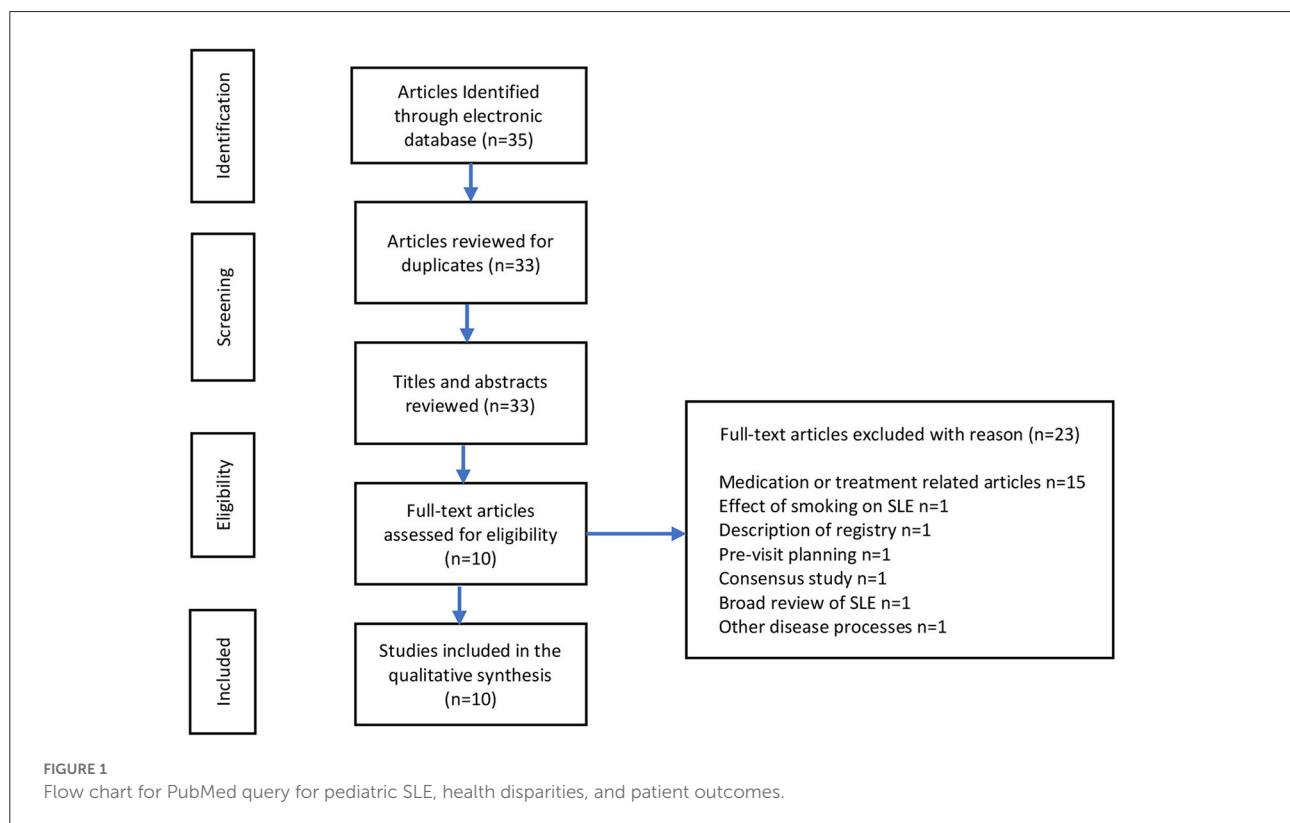 Identification
Articles Identified
through electronic
database (n=35)
Screening
Articles reviewed for
duplicates (n=33)
Titles and abstracts
reviewed (n=33)
Eligibility
Full-text articles
assessed for eligibility
(n=10)
Full-text articles excluded with reason (n=23)
Medication or treatment related articles n=15
Effect of smoking on SLE n=1
Description of registry n=1
Pre-visit planning n=1
Consensus study n=1
Broad review of SLE n=1
Other disease processes n=1
Included
Studies included in the
qualitative synthesis
(n=10)
FIGURE 1
Flow chart for PubMed query for pediatric SLE, health disparities, and patient outcomes.